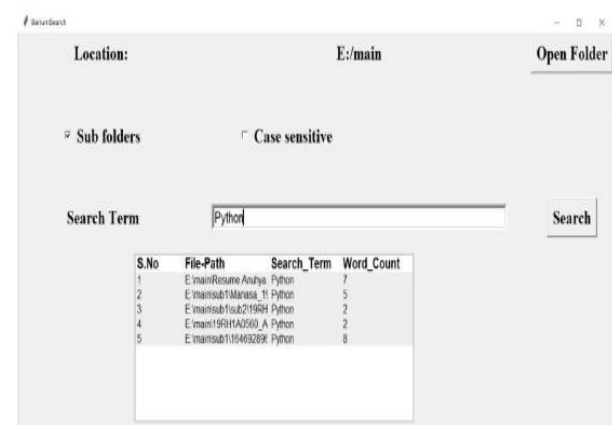 BariumSearch
Location: E:/main Open Folder
Sub folders Case sensitive
Search Term Python Search
S.No File-Path Search_Term Word_Count
1 E:\main\Resume Anuhya Python 7
2 E:\main\sub1\Manasa_1 Python 5
3 E:\main\sub1\sub2\19RH Python 2
4 E:\main\19RH1A0560_A Python 2
5 E:\main\sub1\16469289 Python 8